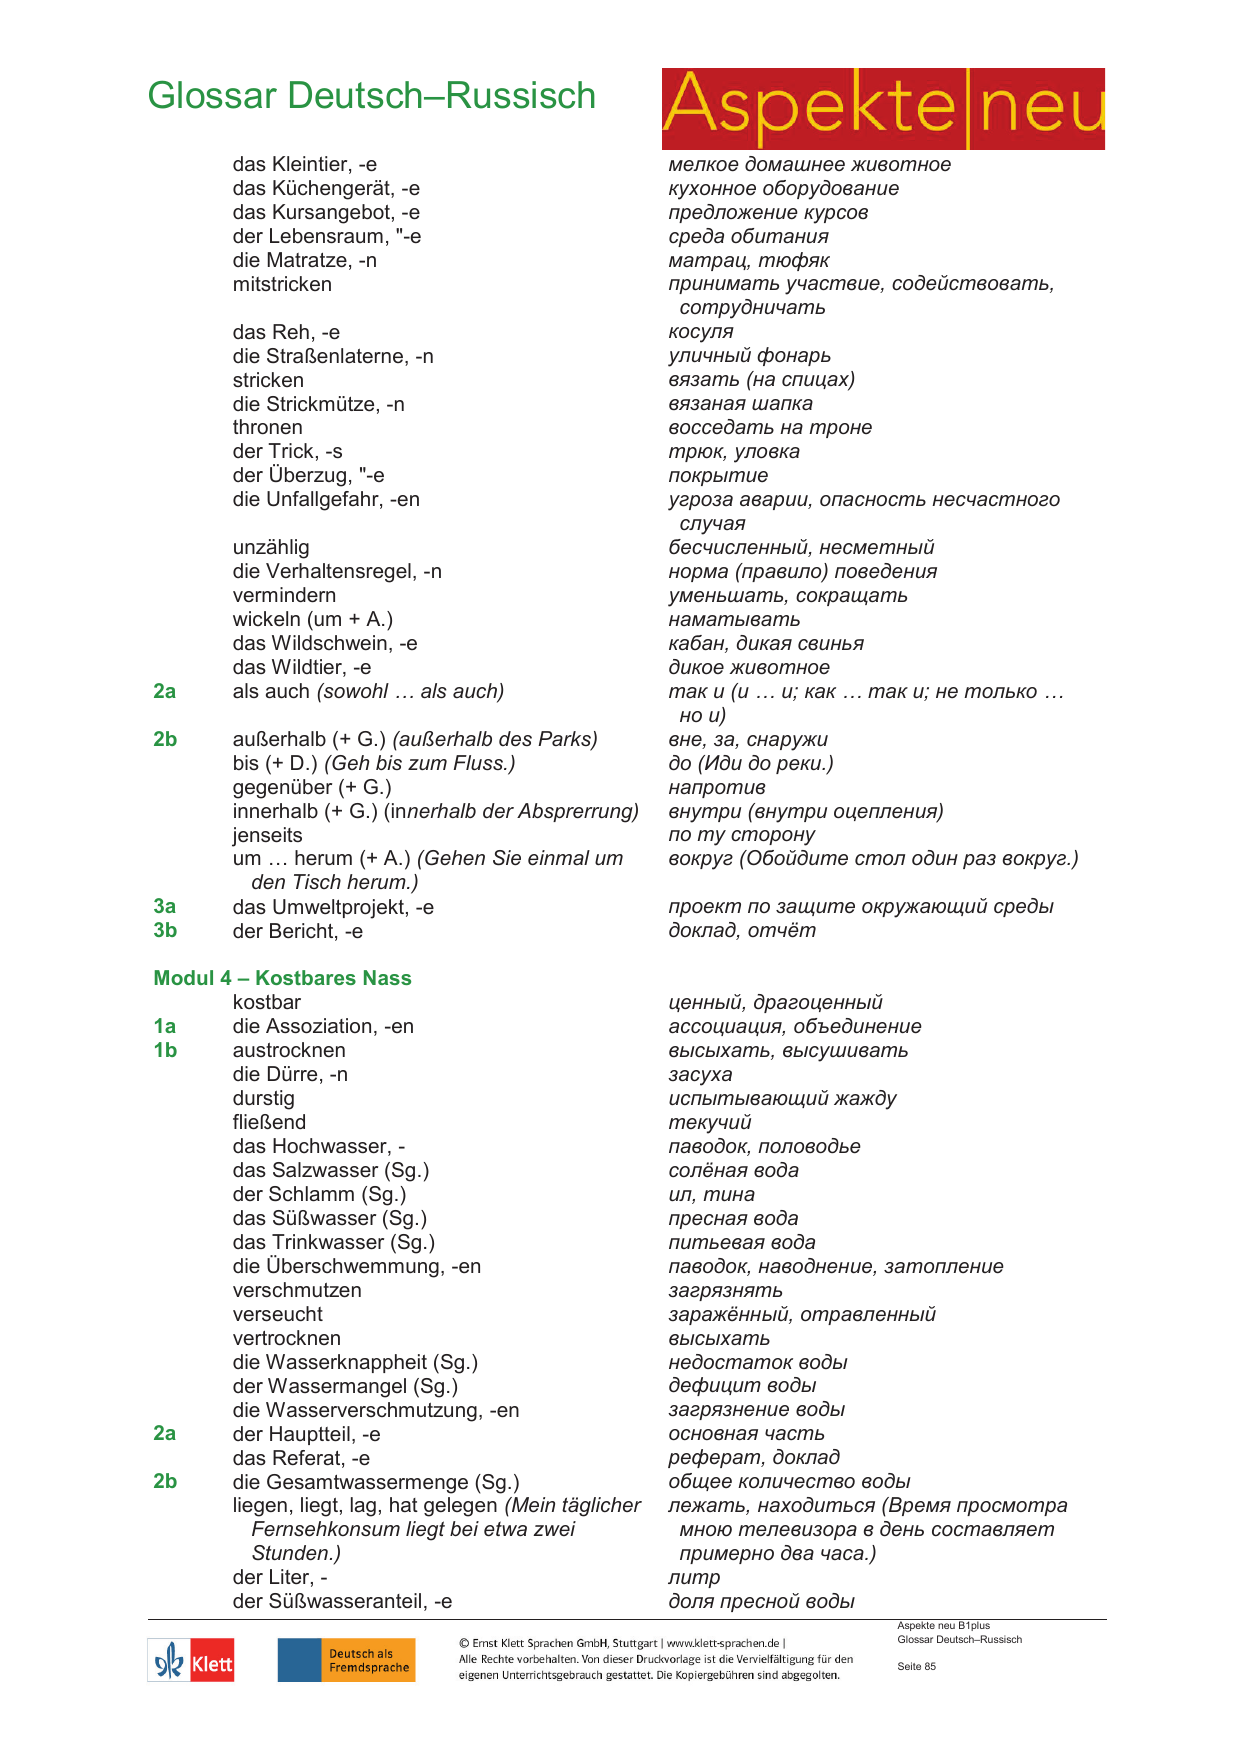 Glossar Deutsch–Russisch
Aspekte|neu
das Kleintier, -e мелкое домашнее животное
das Küchengerät, -e кухонное оборудование
das Kursangebot, -e предложение курсов
der Lebensraum, "-e среда обитания
die Matratze, -n матрац, тюфяк
mitstricken принимать участие, содействовать,
сотрудничать
das Reh, -e косуля
die Straßenlaterne, -n уличный фонарь
stricken вязать (на спицах)
die Strickmütze, -n вязаная шапка
thronen восседать на троне
der Trick, -s трюк, уловка
der Überzug, "-e покрытие
die Unfallgefahr, -en угроза аварии, опасность несчастного
случая
unzählig бесчисленный, несметный
die Verhaltensregel, -n норма (правило) поведения
vermindern уменьшать, сокращать
wickeln (um + A.) наматывать
das Wildschwein, -e кабан, дикая свинья
das Wildtier, -e дикое животное
2a als auch (sowohl … als auch) так и (и … и; как … так и; не только …
но и)
2b außerhalb (+ G.) (außerhalb des Parks) вне, за, снаружи
bis (+ D.) (Geh bis zum Fluss.) до (Иди до реки.)
gegenüber (+ G.) напротив
innerhalb (+ G.) (innerhalb der Absprerrung) внутри (внутри оцепления)
jenseits по ту сторону
um … herum (+ A.) (Gehen Sie einmal um вокруг (Обойдите стол один раз вокруг.)
den Tisch herum.)
3a das Umweltprojekt, -e проект по защите окружающий среды
3b der Bericht, -e доклад, отчёт
Modul 4 – Kostbares Nass
kostbar ценный, драгоценный
1a die Assoziation, -en ассоциация, объединение
1b austrocknen высыхать, высушивать
die Dürre, -n засуха
durstig испытывающий жажду
fließend текучий
das Hochwasser, - паводок, половодье
das Salzwasser (Sg.) солёная вода
der Schlamm (Sg.) ил, тина
das Süßwasser (Sg.) пресная вода
das Trinkwasser (Sg.) питьевая вода
die Überschwemmung, -en паводок, наводнение, затопление
verschmutzen загрязнять
verseucht заражённый, отравленный
vertrocknen высыхать
die Wasserknappheit (Sg.) недостаток воды
der Wassermangel (Sg.) дефицит воды
die Wasserverschmutzung, -en загрязнение воды
2a der Hauptteil, -e основная часть
das Referat, -e реферат, доклад
2b die Gesamtwassermenge (Sg.) общее количество воды
liegen, liegt, lag, hat gelegen (Mein täglicher лежать, находиться (Время просмотра
Fernsehkonsum liegt bei etwa zwei мною телевизора в день составляет
Stunden.) примерно два часа.)
der Liter, - литр
der Süßwasseranteil, -e доля пресной воды
Klett
Deutsch als
Fremdsprache
© Ernst Klett Sprachen GmbH, Stuttgart | www.klett-sprachen.de |
Alle Rechte vorbehalten. Von dieser Druckvorlage ist die Vervielfältigung für den
eigenen Unterrichtsgebrauch gestattet. Die Kopiergebühren sind abgegolten.
Aspekte neu B1plus
Glossar Deutsch–Russisch
Seite 85